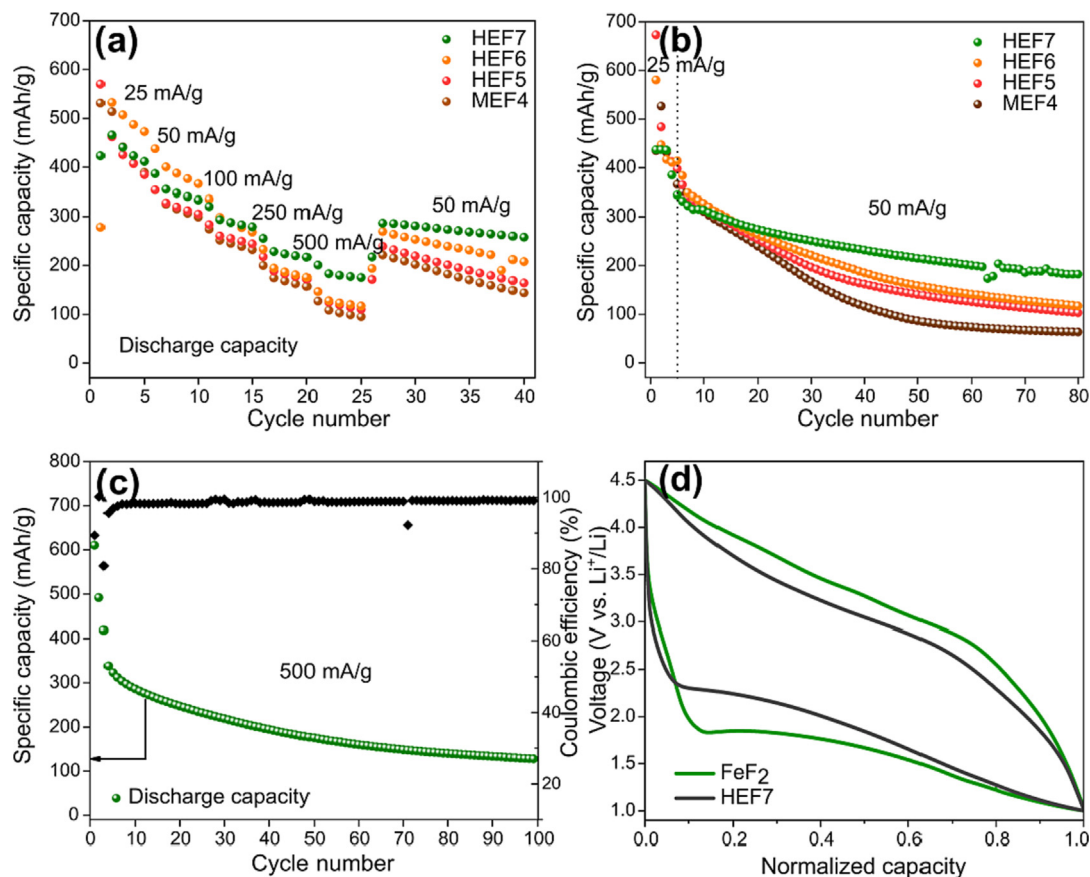 (a)
HEF7
HEF6
HEF5
MEF4
25 mA/g
50 mA/g
100 mA/g
250 mA/g
500 mA/g
50 mA/g
Discharge capacity
700
600
500
400
300
200
100
0
Specific capacity (mAh/g)
0 5 10 15 20 25 30 35 40
Cycle number
(b)
HEF7
HEF6
HEF5
MEF4
25 mA/g
50 mA/g
700
600
500
400
300
200
100
0
Specific capacity (mAh/g)
0 10 20 30 40 50 60 70 80
Cycle number
(c)
500 mA/g
Discharge capacity
800
700
600
500
400
300
200
100
0
Specific capacity (mAh/g)
100
80
60
40
20
Coulombic efficiency (%)
0 10 20 30 40 50 60 70 80 90 100
Cycle number
(d)
FeF2
HEF7
4.5
4.0
3.5
3.0
2.5
2.0
1.5
1.0
Voltage (V vs. Li⁺/Li)
0.0 0.2 0.4 0.6 0.8 1.0
Normalized capacity